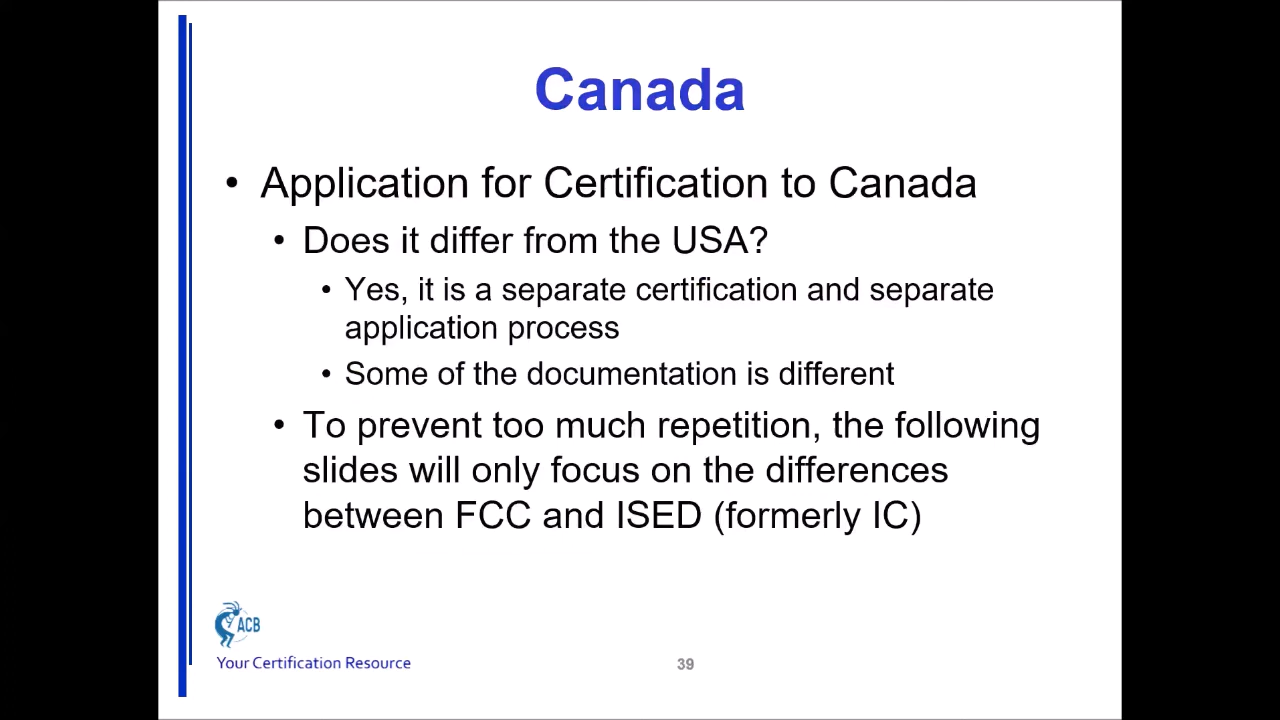 Canada
• Application for Certification to Canada
• Does it differ from the USA?
• Yes, it is a separate certification and separate
application process
• Some of the documentation is different
• To prevent too much repetition, the following
slides will only focus on the differences
between FCC and ISED (formerly IC)
ACB
Your Certification Resource
39